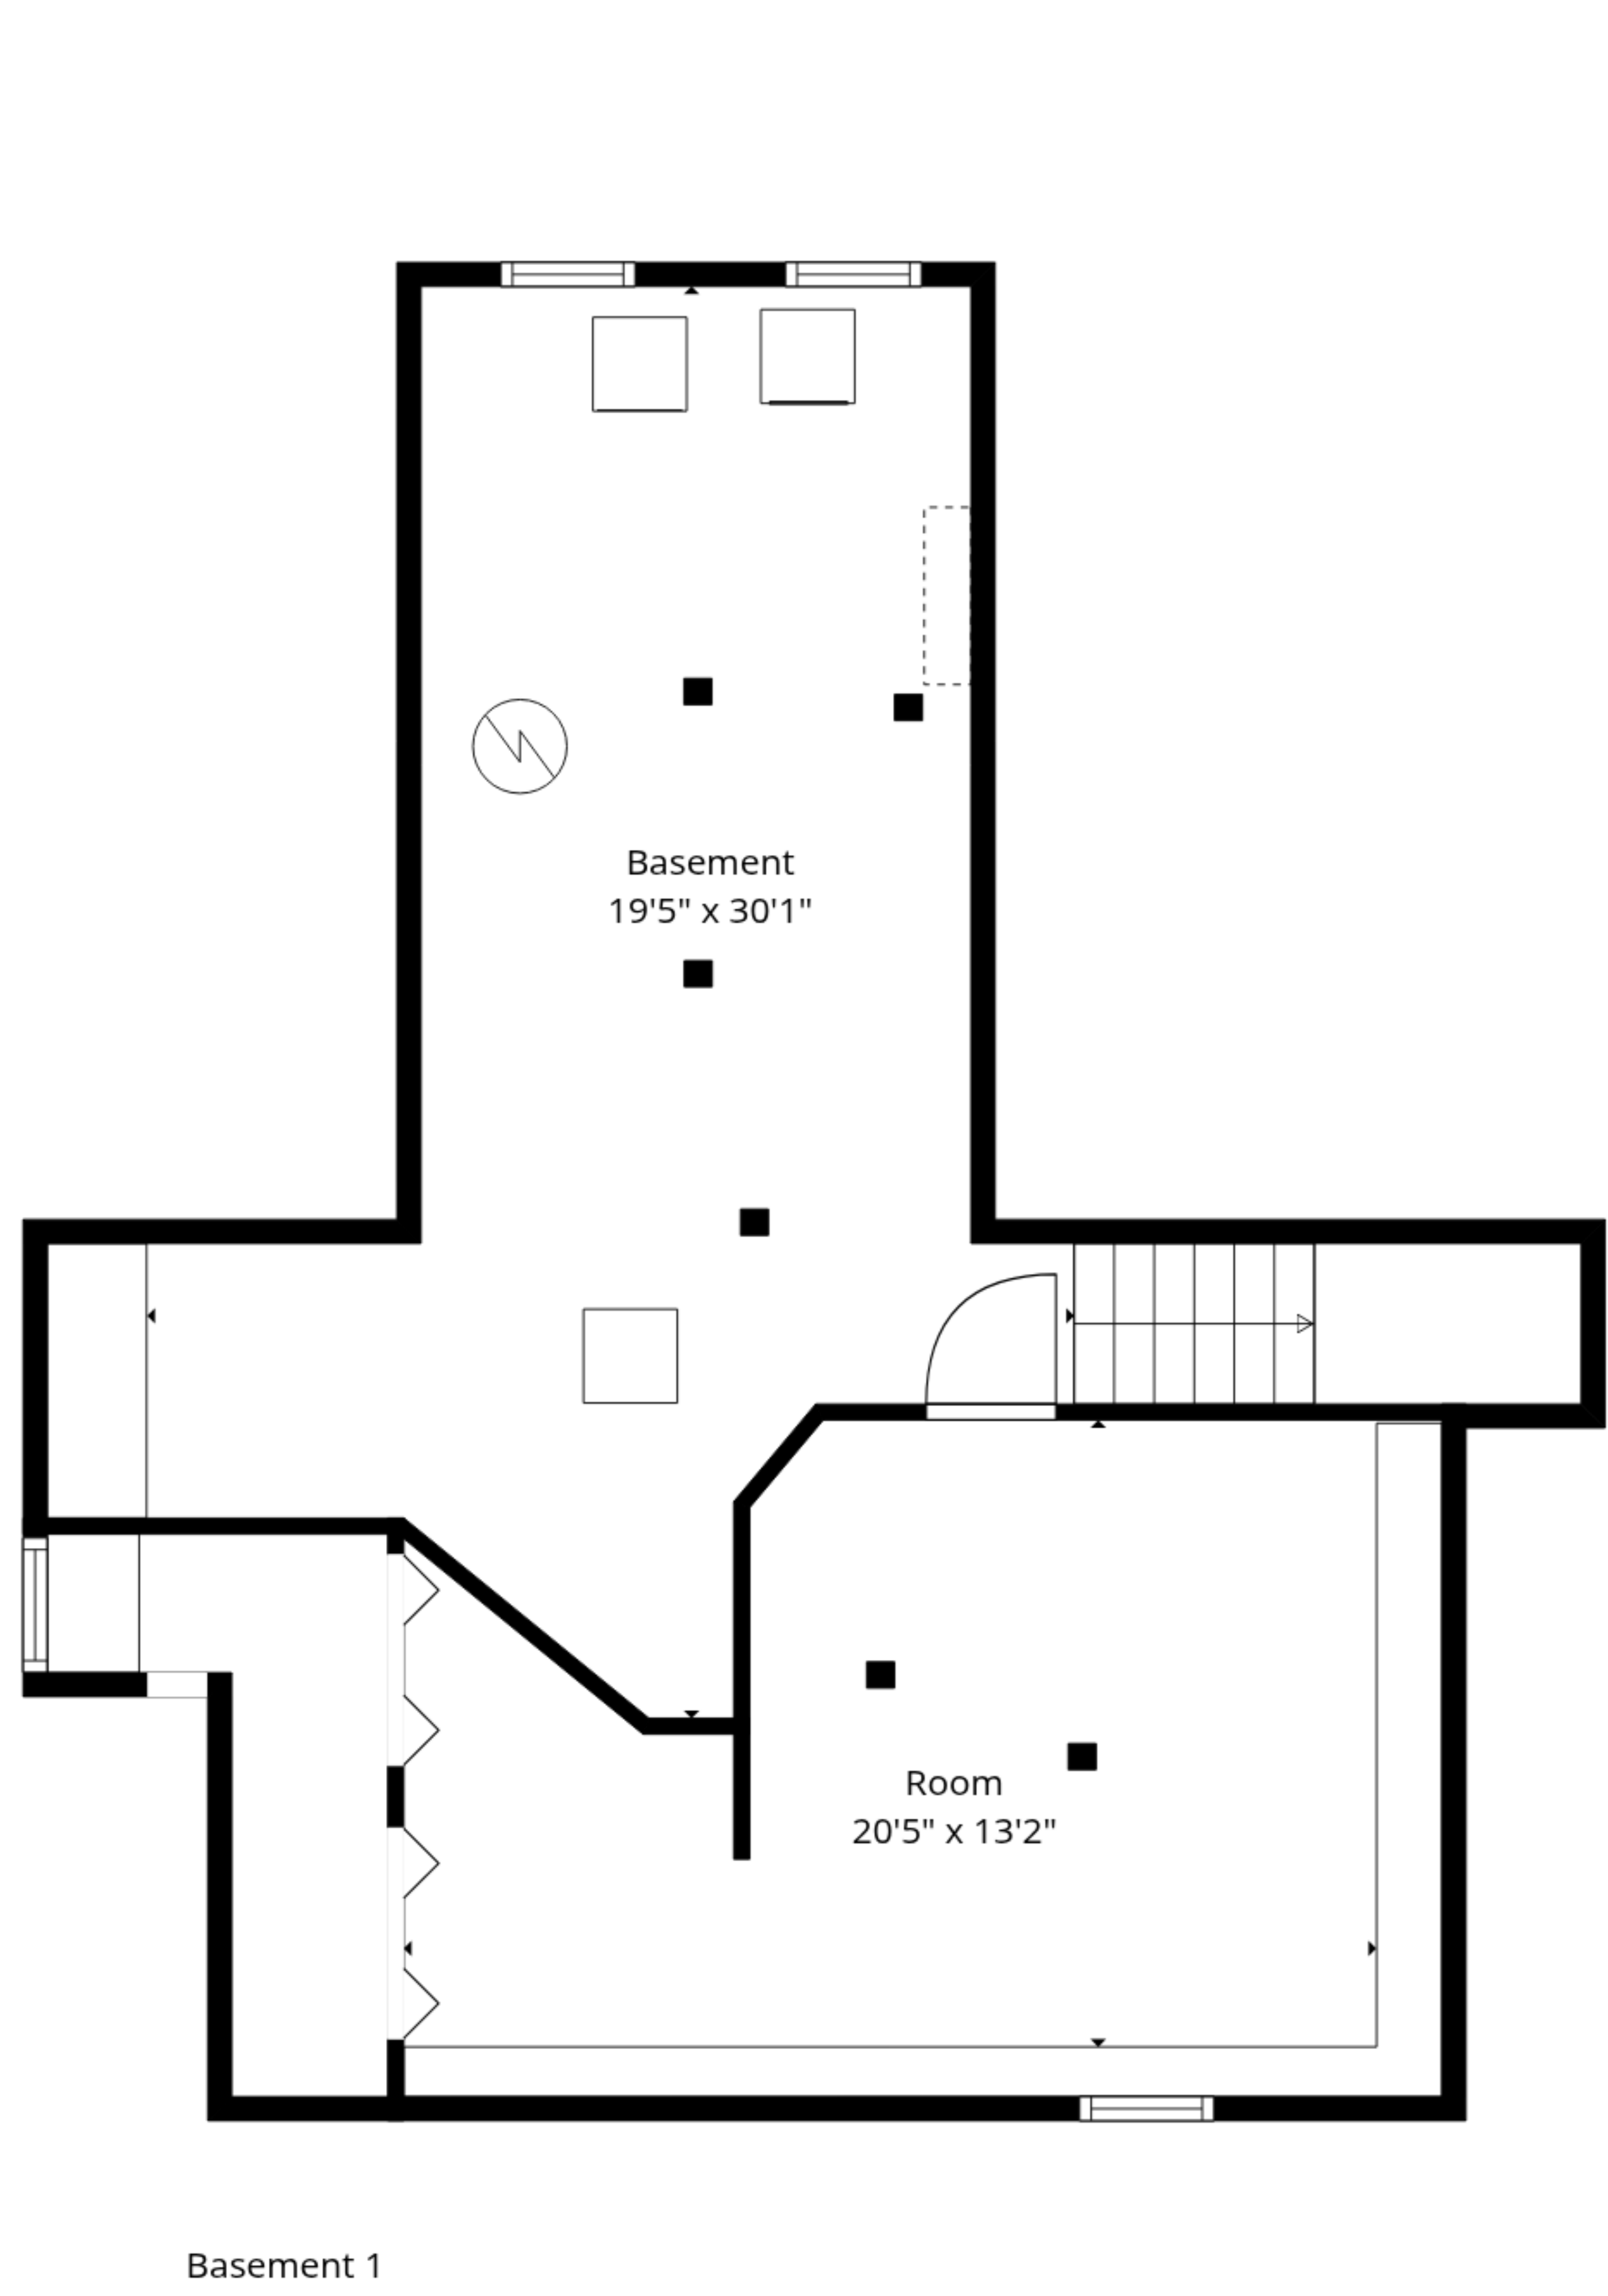 Basement
19'5" x 30'1"
Room
20'5" x 13'2"
Basement 1